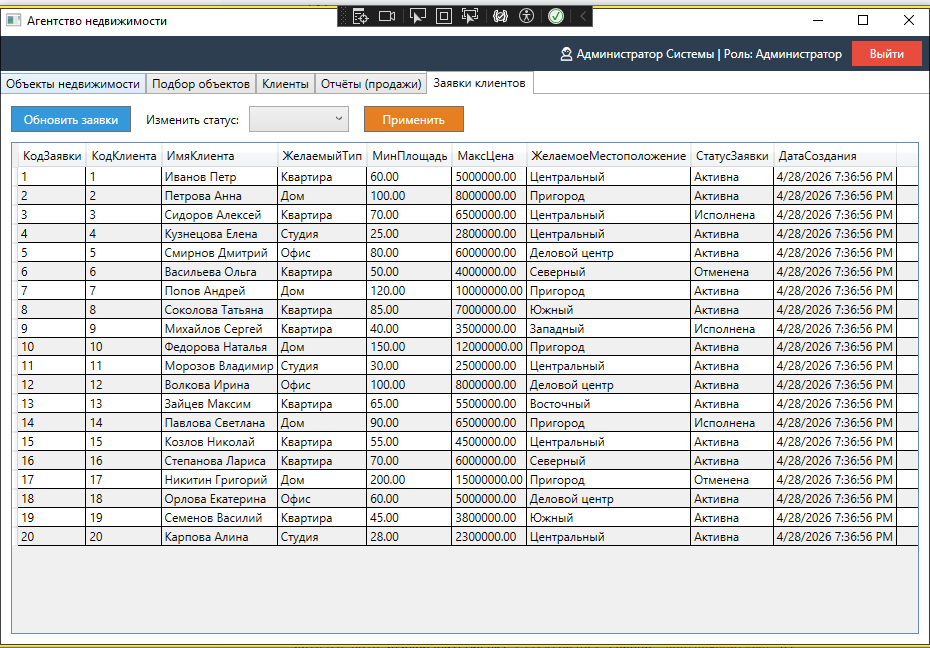 Агентство недвижимости
Администратор Системы | Роль: Администратор Выйти
Объекты недвижимости Подбор объектов Клиенты Отчёты (продажи) Заявки клиентов
Обновить заявки Изменить статус: Применить
КодЗаявки КодКлиента ИмяКлиента ЖелаемыйТип МинПлощадь МаксЦена ЖелаемоеМестоположение СтатусЗаявки ДатаСоздания
1 1 Иванов Петр Квартира 60.00 5000000.00 Центральный Активна 4/28/2026 7:36:56 PM
2 2 Петрова Анна Дом 100.00 8000000.00 Пригород Активна 4/28/2026 7:36:56 PM
3 3 Сидоров Алексей Квартира 70.00 6500000.00 Центральный Исполнена 4/28/2026 7:36:56 PM
4 4 Кузнецова Елена Студия 25.00 2800000.00 Центральный Активна 4/28/2026 7:36:56 PM
5 5 Смирнов Дмитрий Офис 80.00 6000000.00 Деловой центр Активна 4/28/2026 7:36:56 PM
6 6 Васильева Ольга Квартира 50.00 4000000.00 Северный Отменена 4/28/2026 7:36:56 PM
7 7 Попов Андрей Дом 120.00 10000000.00 Пригород Активна 4/28/2026 7:36:56 PM
8 8 Соколова Татьяна Квартира 85.00 7000000.00 Южный Активна 4/28/2026 7:36:56 PM
9 9 Михайлов Сергей Квартира 40.00 3500000.00 Западный Исполнена 4/28/2026 7:36:56 PM
10 10 Федорова Наталья Дом 150.00 12000000.00 Пригород Активна 4/28/2026 7:36:56 PM
11 11 Морозов Владимир Студия 30.00 2500000.00 Центральный Активна 4/28/2026 7:36:56 PM
12 12 Волкова Ирина Офис 100.00 8000000.00 Деловой центр Активна 4/28/2026 7:36:56 PM
13 13 Зайцев Максим Квартира 65.00 5500000.00 Восточный Активна 4/28/2026 7:36:56 PM
14 14 Павлова Светлана Дом 90.00 6500000.00 Пригород Исполнена 4/28/2026 7:36:56 PM
15 15 Козлов Николай Квартира 55.00 4500000.00 Центральный Активна 4/28/2026 7:36:56 PM
16 16 Степанова Лариса Квартира 70.00 6000000.00 Северный Активна 4/28/2026 7:36:56 PM
17 17 Никитин Григорий Дом 200.00 15000000.00 Пригород Отменена 4/28/2026 7:36:56 PM
18 18 Орлова Екатерина Офис 60.00 5000000.00 Деловой центр Активна 4/28/2026 7:36:56 PM
19 19 Семенов Василий Квартира 45.00 3800000.00 Южный Активна 4/28/2026 7:36:56 PM
20 20 Карпова Алина Студия 28.00 2300000.00 Центральный Активна 4/28/2026 7:36:56 PM